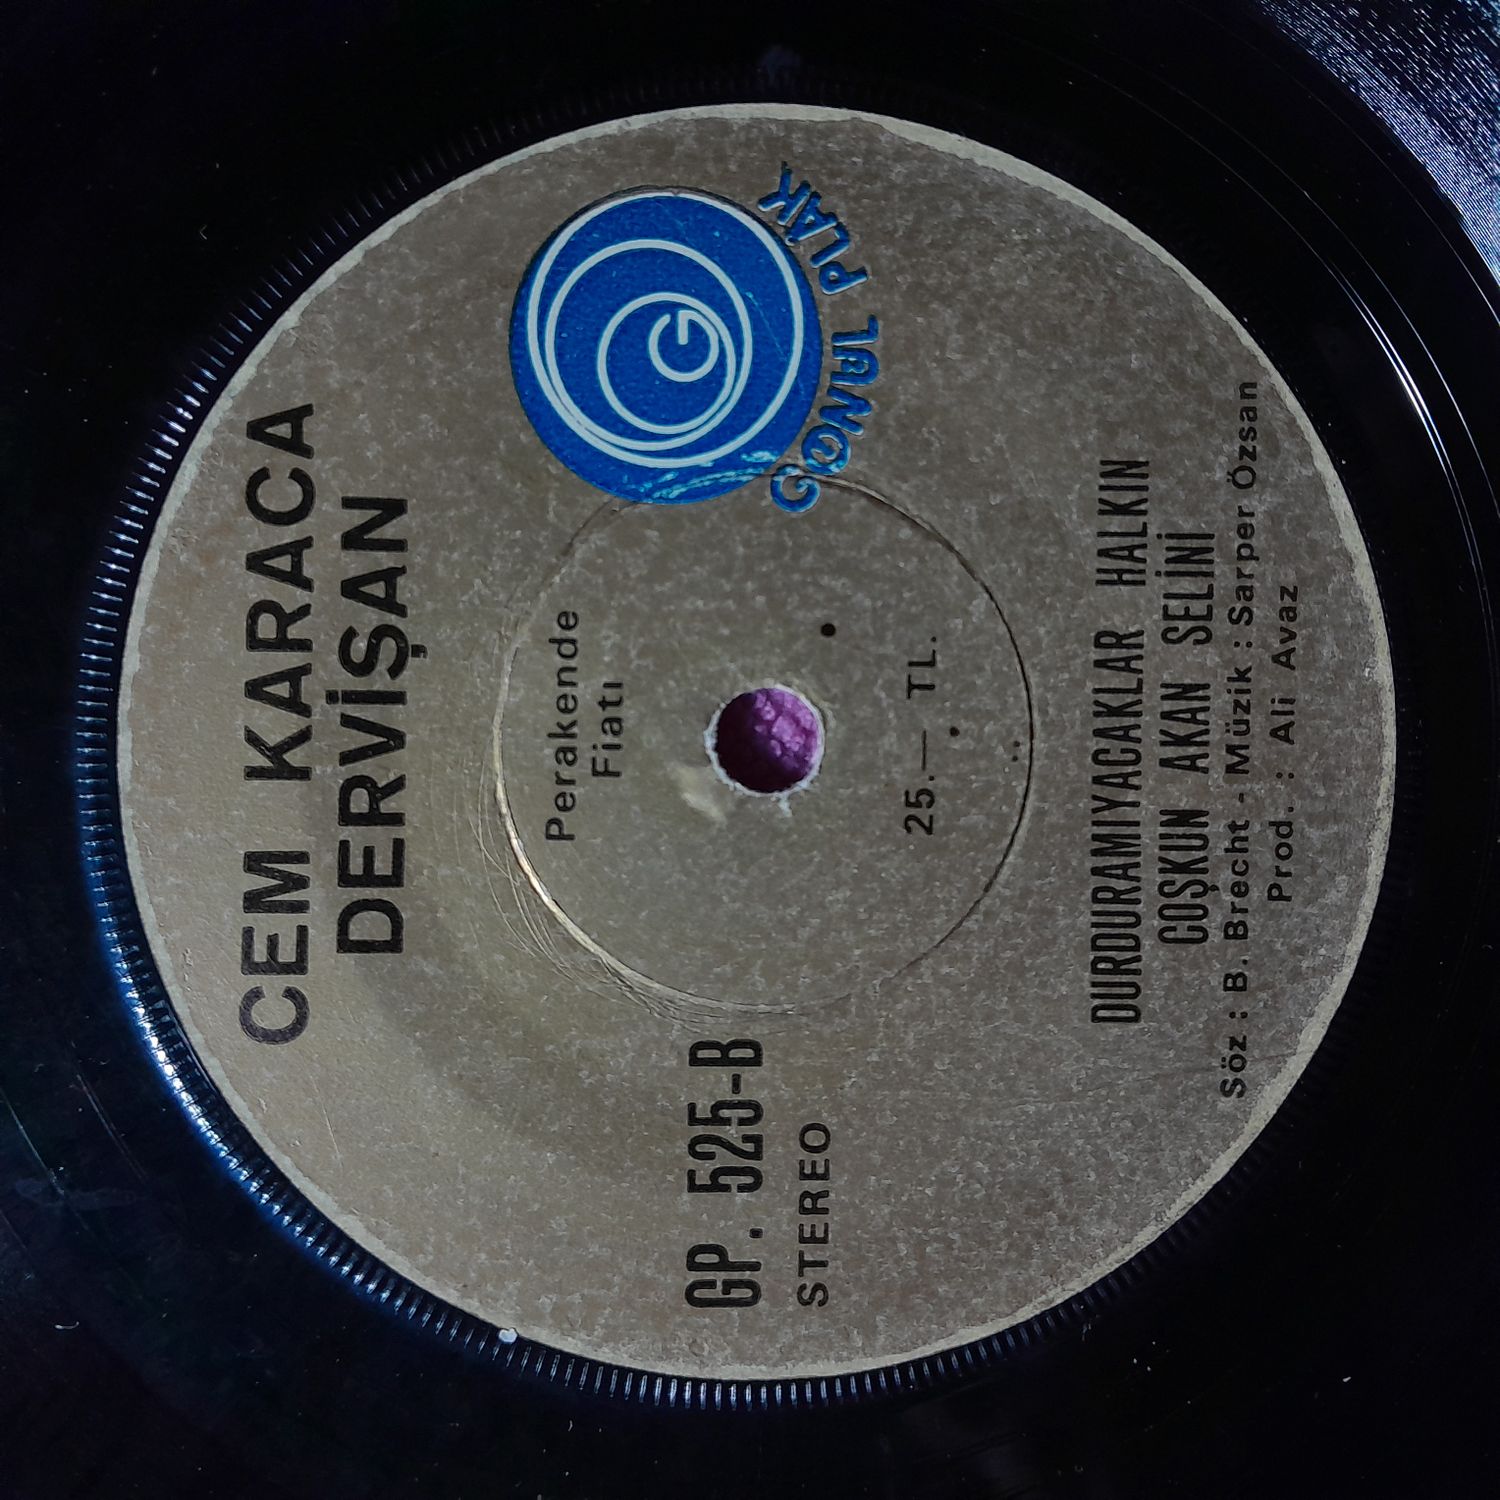 CEM KARACA
DERVİŞAN
Perakende
Fiatı
G
GONCAGÜL PLAK
GP. 525-B
STEREO
25.— TL.
DURDURAMIYACAKLAR HALKIN
COŞKUN AKAN SELİNİ
Söz : B. Brecht - Müzik : Sarper Özsan
Prod. : Ali Avaz